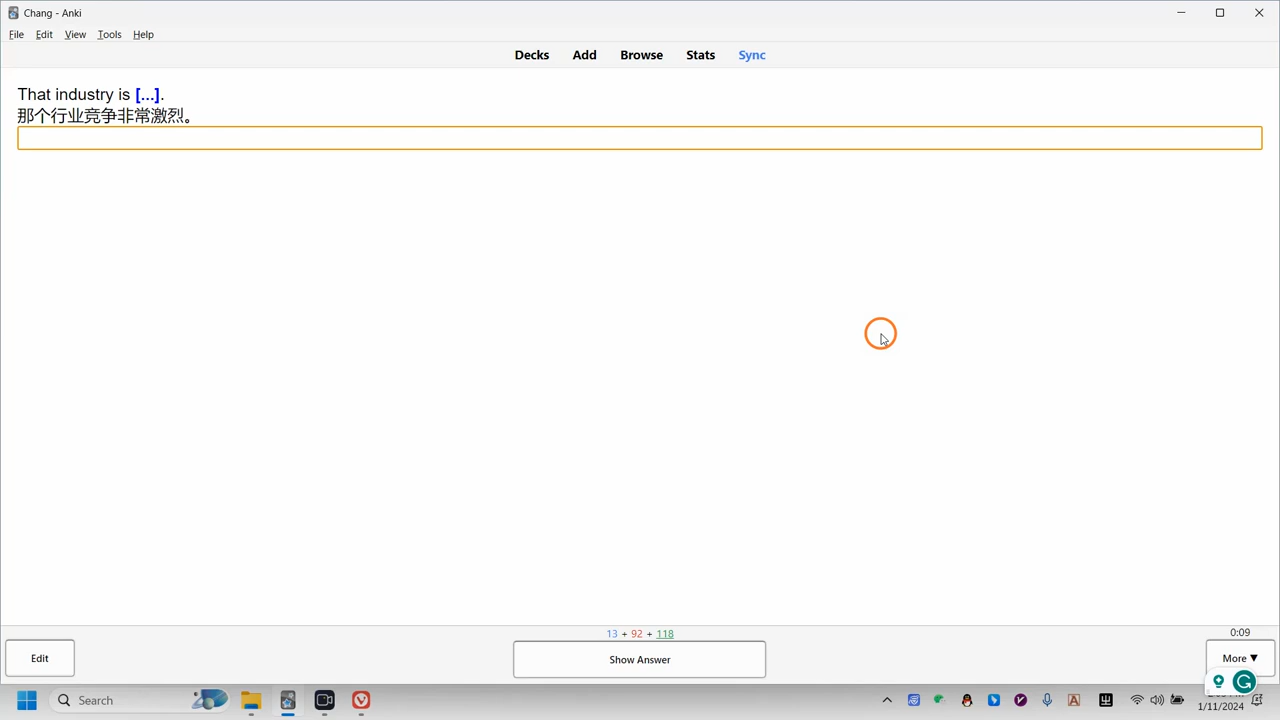 Chang - Anki
File Edit View Tools Help
Decks Add Browse Stats Sync
That industry is [...].
那个行业竞争非常激烈。
13 + 92 + 118
0:09
Edit
Show Answer
More ▼
Search
1/11/2024